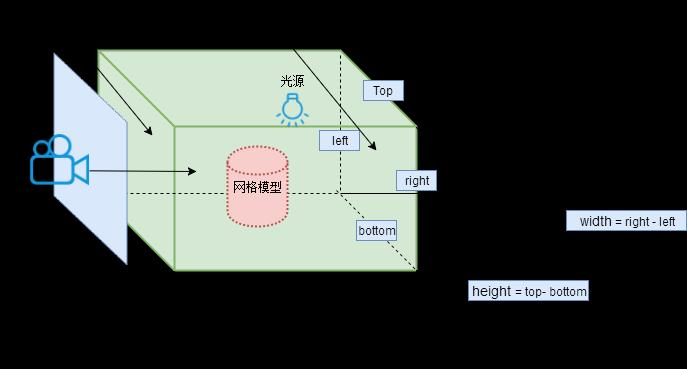 光源
Top
left
right
网格模型
bottom
width = right - left
height = top- bottom